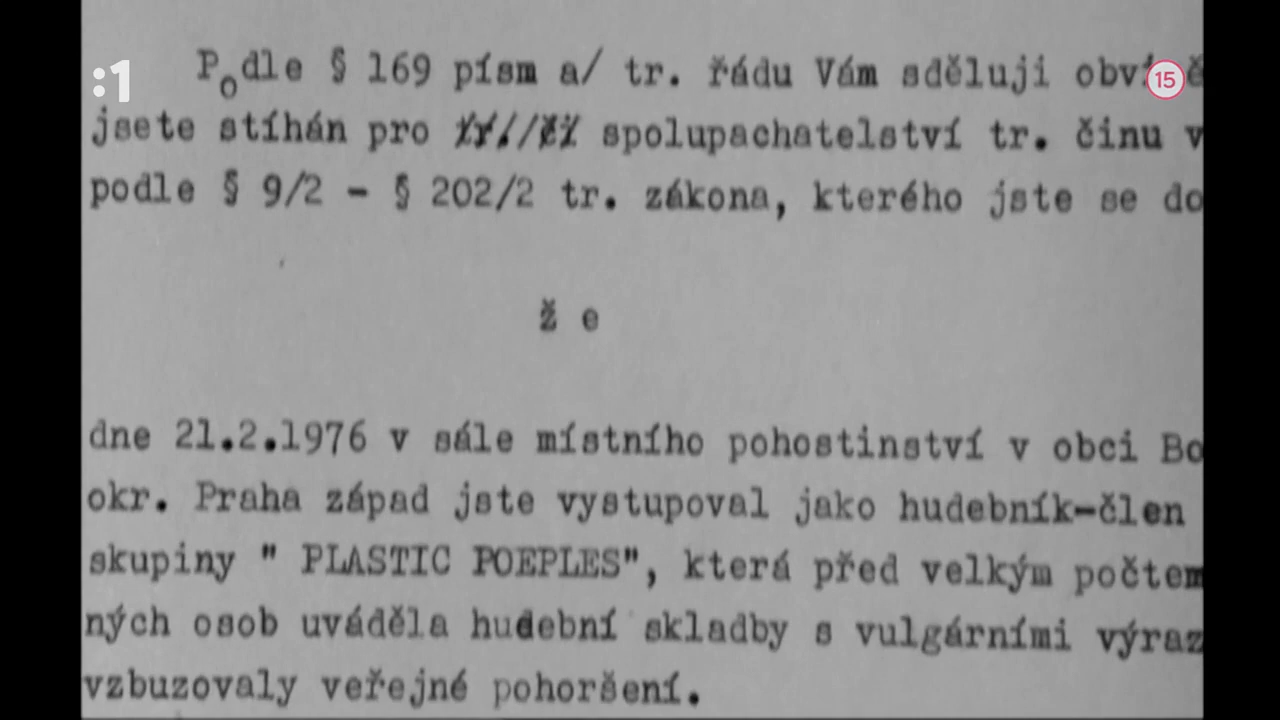 :1
15
Podle § 169 písm a/ tr. řádu Vám sděluji obv
jsete stíhán pro spolupachatelství tr. činu v
podle § 9/2 - § 202/2 tr. zákona, kterého jste se do
ž e
dne 21.2.1976 v sále místního pohostinství v obci Bo
okr. Praha západ jste vystupoval jako hudebník-člen
skupiny " PLASTIC POEPLES", která před velkým počtem
ných osob uváděla hudební skladby s vulgárními výraz
vzbuzovaly veřejné pohoršení.